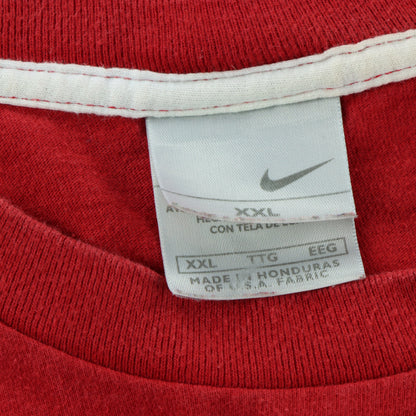 XXL
CON TELA DE
XXL TTG EEG
MADE IN HONDURAS
OF U.S.A. FABRIC